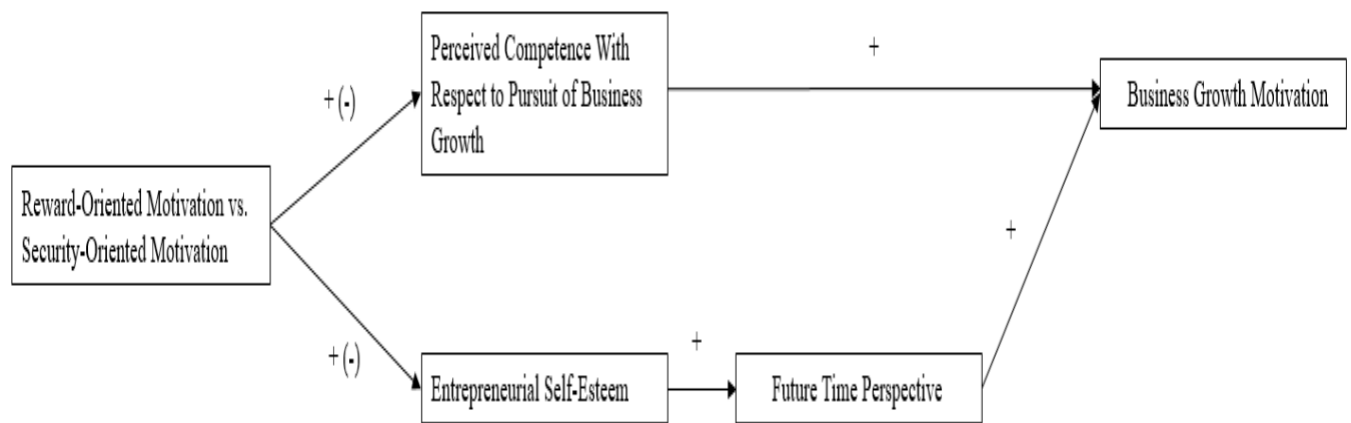 Perceived Competence With
Respect to Pursuit of Business
Growth
+
Business Growth Motivation
+ (-)
Reward-Oriented Motivation vs.
Security-Oriented Motivation
+
+ (-)
Entrepreneurial Self-Esteem
+
Future Time Perspective